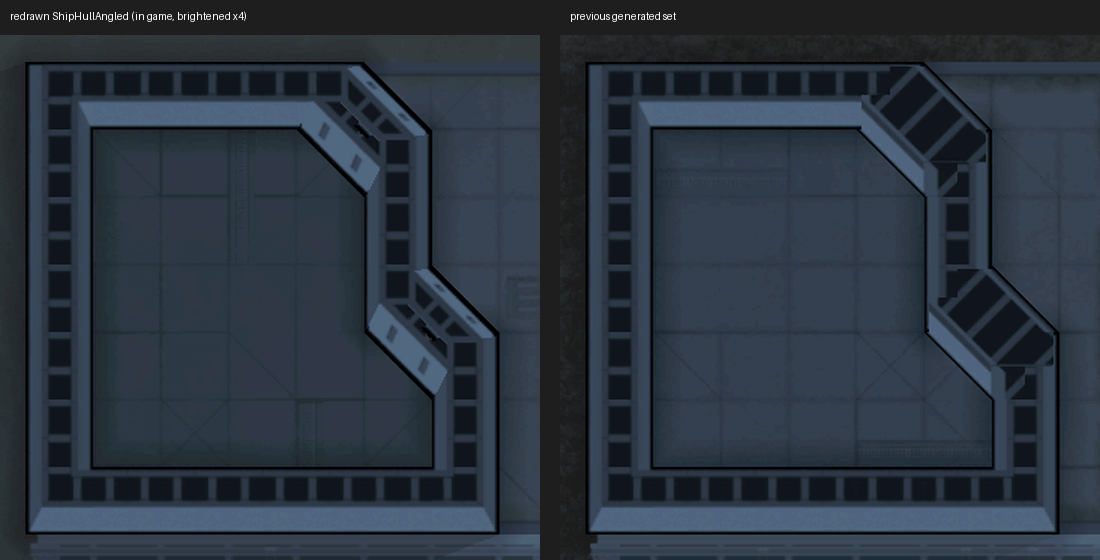 redrawn ShipHullAngled (in game, brightened x4)
previous generated set